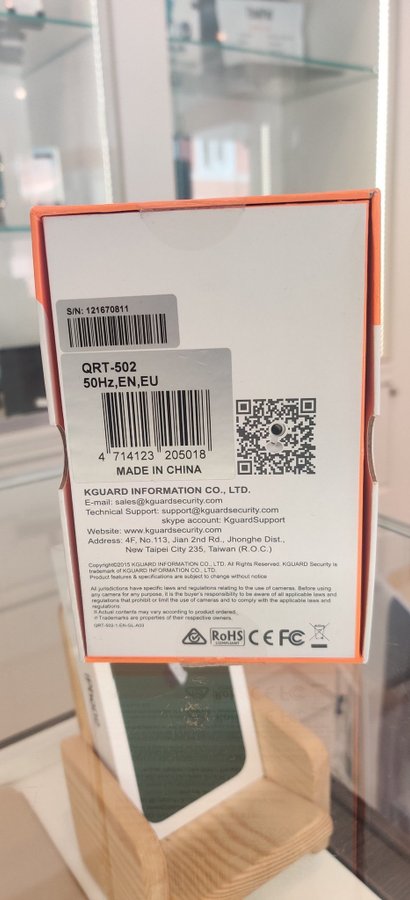 S/N: 121670811
QRT-502
50Hz,EN,EU
4 714123 205018
MADE IN CHINA
KGUARD INFORMATION CO., LTD.
E-mail: sales@kguardsecurity.com
Technical Support: support@kguardsecurity.com
skype account: KguardSupport
Website: www.kguardsecurity.com
Address: 4F, No.113, Jian 2nd Rd., Jhonghe Dist.,
New Taipei City 235, Taiwan (R.O.C.)
Copyright©2015 KGUARD INFORMATION CO., LTD. All Rights Reserved. KGUARD Security is
trademark of KGUARD INFORMATION CO., LTD.
Product features & specifications are subject to change without notice
All jurisdictions have specific laws and regulations relating to the use of cameras. Before using
any camera for any purpose, it is the buyer's responsibility to be aware of all applicable laws and
regulations that prohibit or limit the use of cameras and to comply with the applicable laws and
regulations.
※Actual contents may vary according to product ordered.
※Trademarks are properties of their respective owners.
QRT-502-1-EN-GL-A03
RoHS
COMPLIANT
CE FC